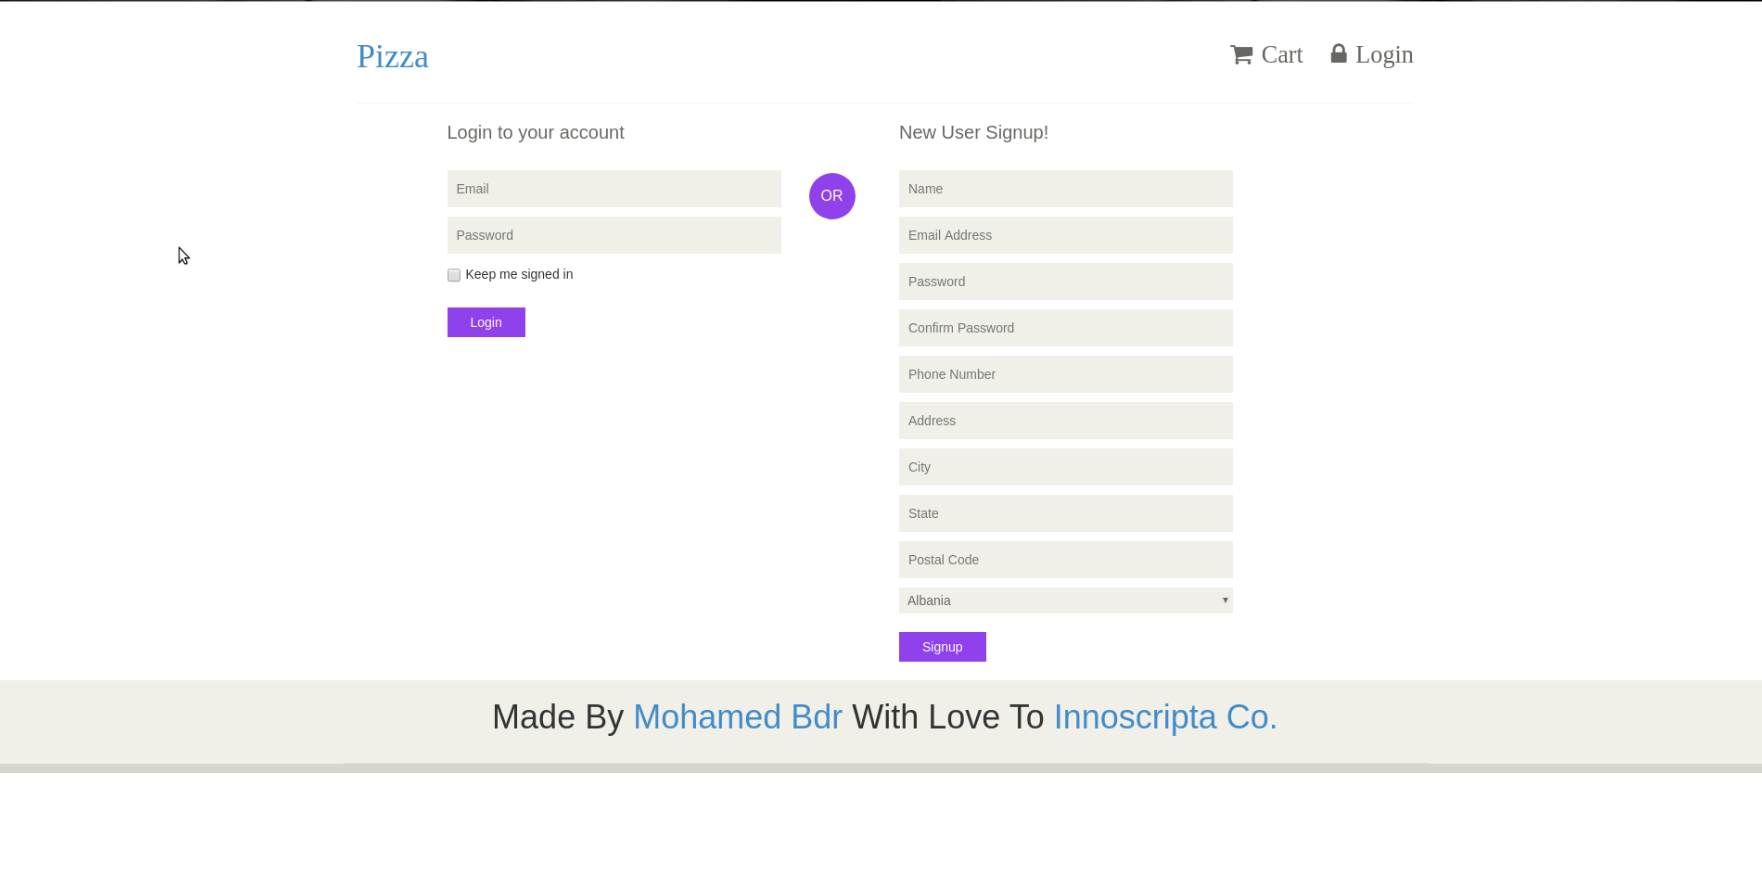 Pizza
Cart
Login
Login to your account
Email
Password
Keep me signed in
Login
OR
New User Signup!
Name
Email Address
Password
Confirm Password
Phone Number
Address
City
State
Postal Code
Albania
Signup
Made By Mohamed Bdr With Love To Innoscripta Co.